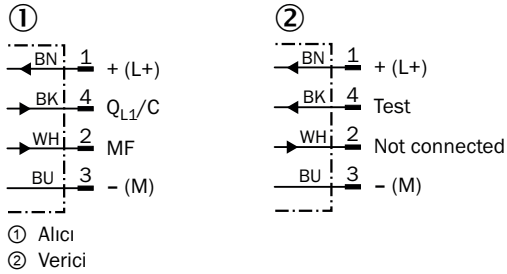 ①
BN 1 + (L+)
BK 4 QL1/C
WH 2 MF
BU 3 – (M)
②
BN 1 + (L+)
BK 4 Test
WH 2 Not connected
BU 3 – (M)
① Alıcı
② Verici